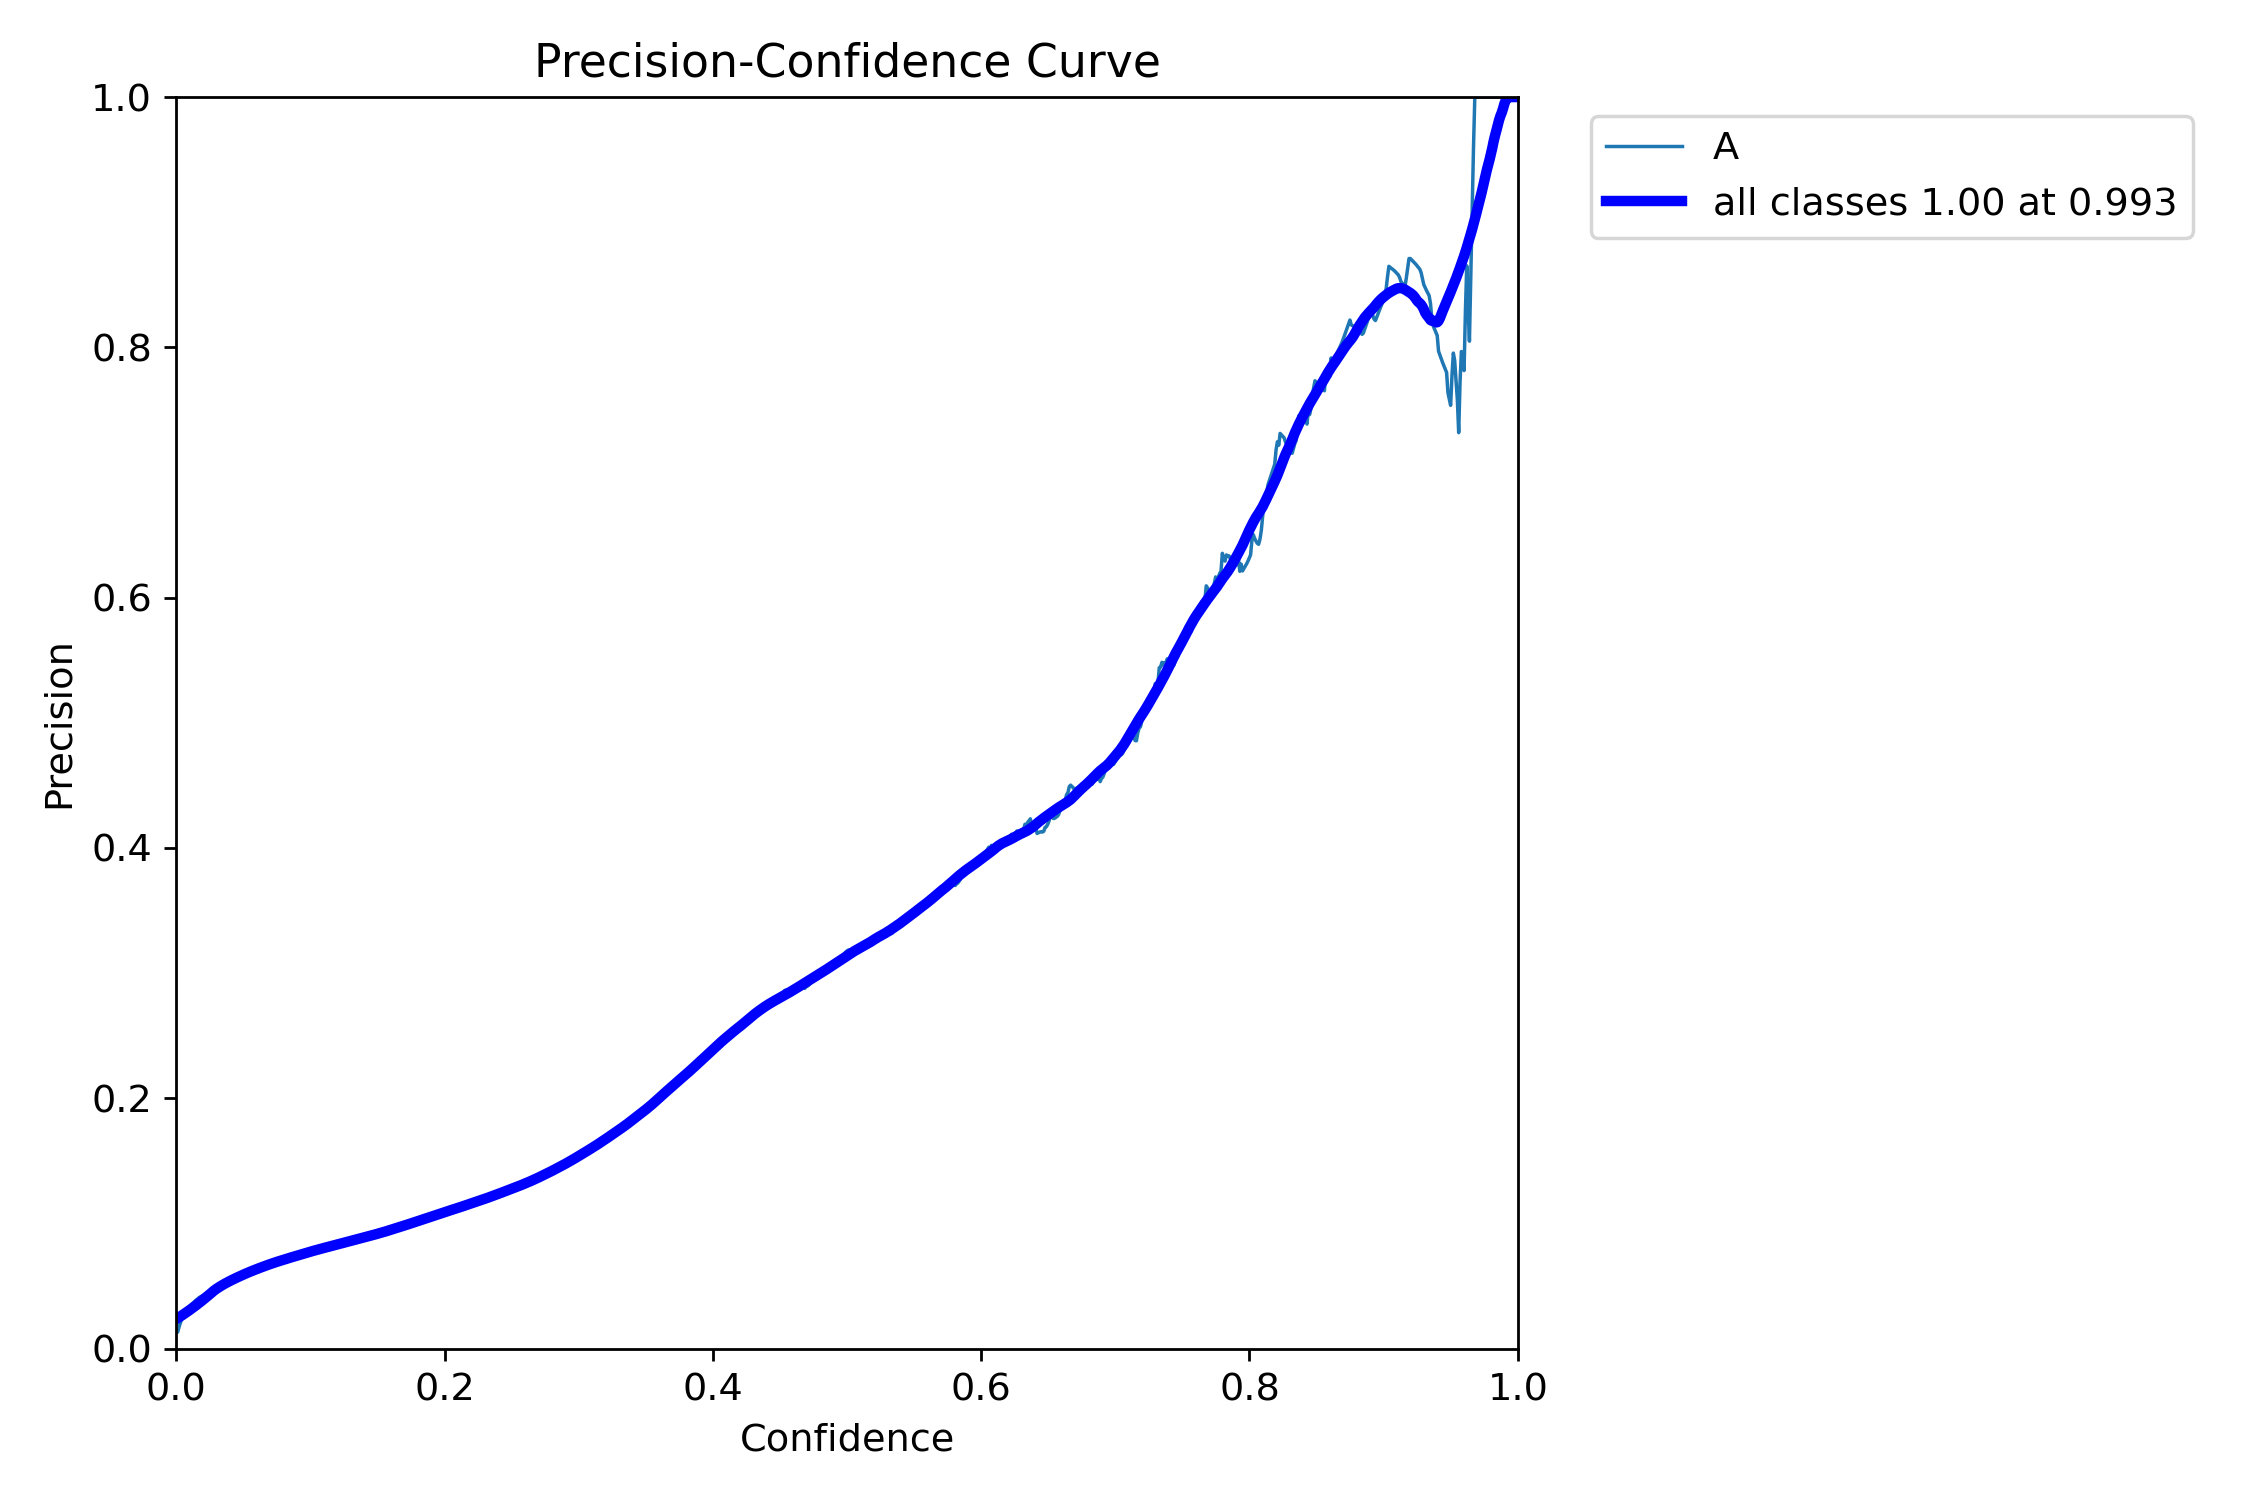 Precision-Confidence Curve
1.0
0.8
0.6
0.4
0.2
0.0
Precision
0.0 0.2 0.4 0.6 0.8 1.0
Confidence
A
all classes 1.00 at 0.993